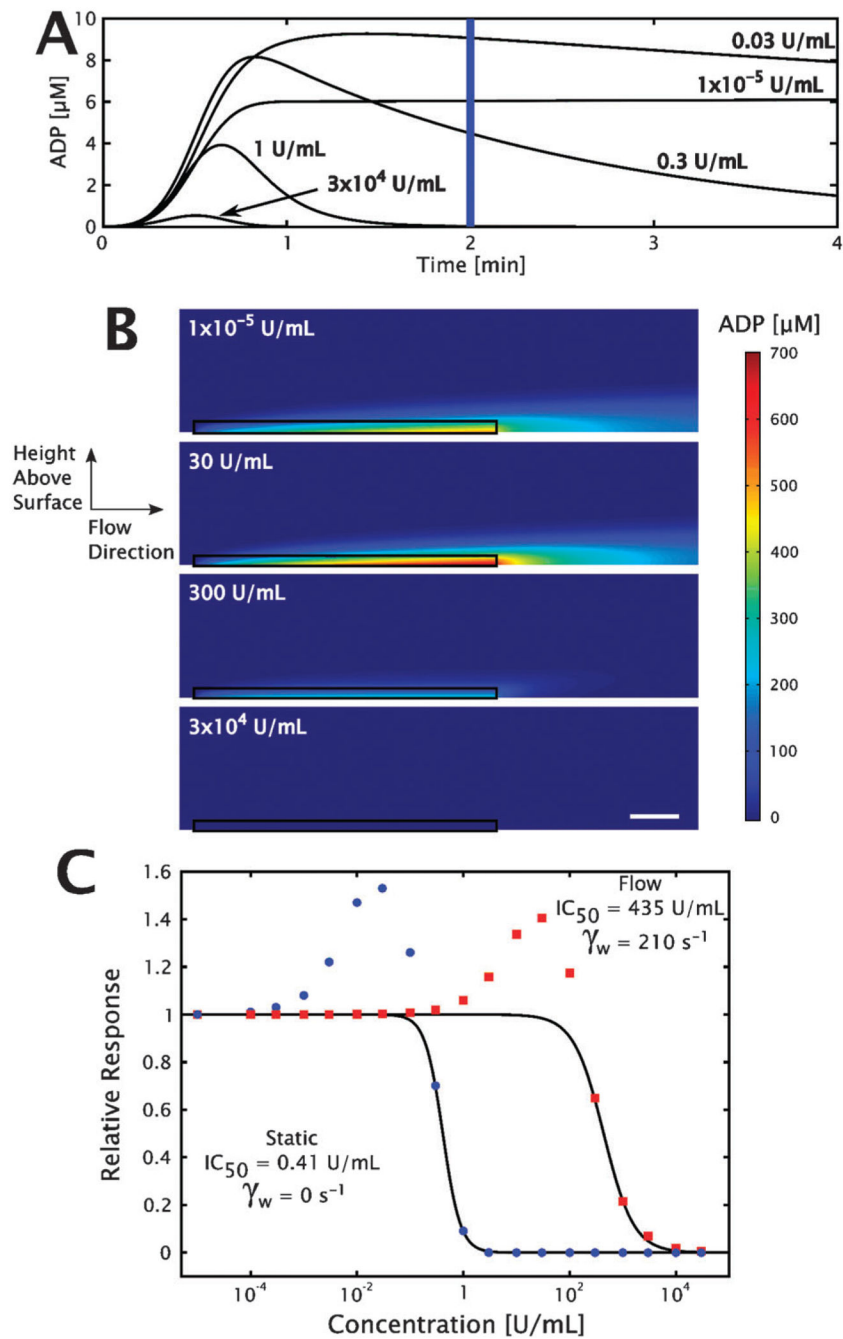 A
10
8
6
4
2
0
ADP [µM]
0.03 U/mL
1x10⁻⁵ U/mL
0.3 U/mL
1 U/mL
3x10⁴ U/mL
0
1
2
3
4
Time [min]
B
1x10⁻⁵ U/mL
30 U/mL
300 U/mL
3x10⁴ U/mL
Height
Above
Surface
Flow
Direction
ADP [µM]
700
600
500
400
300
200
100
0
C
1.6
1.4
1.2
1
0.8
0.6
0.4
0.2
0
Relative Response
Flow
IC₅₀ = 435 U/mL
γ_w = 210 s⁻¹
Static
IC₅₀ = 0.41 U/mL
γ_w = 0 s⁻¹
10⁻⁴
10⁻²
1
10²
10⁴
Concentration [U/mL]